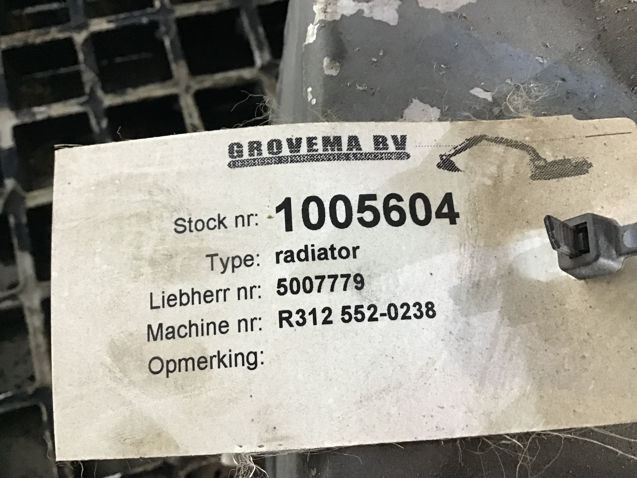 GROVEMA BV
Stock nr: 1005604
Type: radiator
Liebherr nr: 5007779
Machine nr: R312 552-0238
Opmerking: